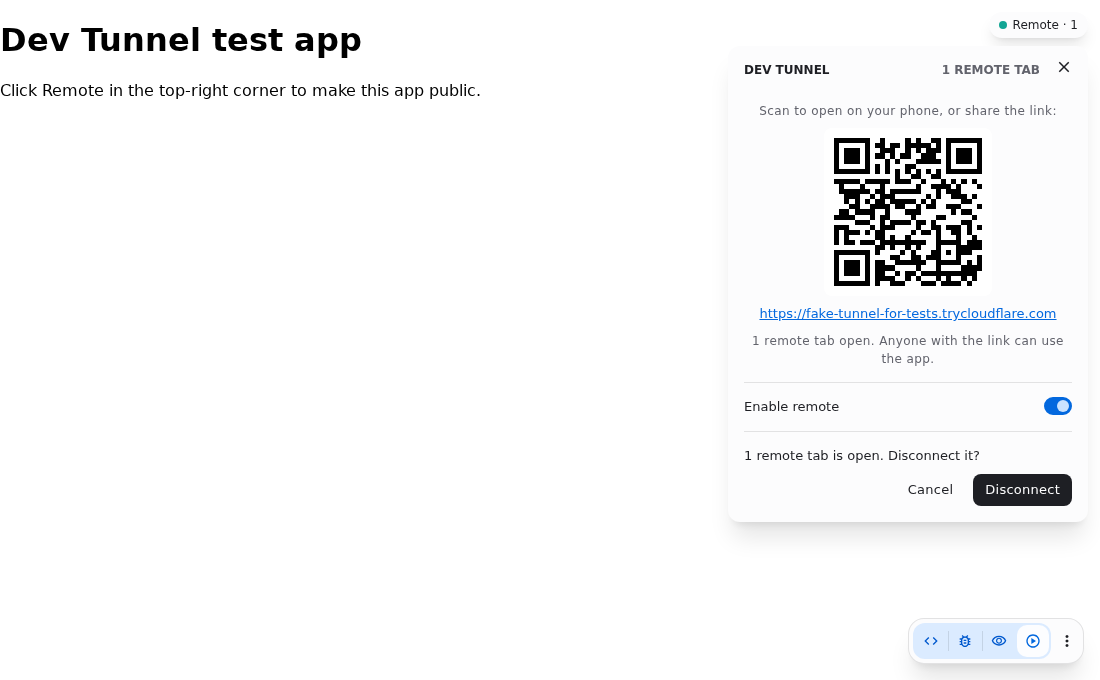 Dev Tunnel test app
Click Remote in the top-right corner to make this app public.
Remote · 1
DEV TUNNEL
1 REMOTE TAB
Scan to open on your phone, or share the link:
https://fake-tunnel-for-tests.trycloudflare.com
1 remote tab open. Anyone with the link can use
the app.
Enable remote
1 remote tab is open. Disconnect it?
Cancel
Disconnect